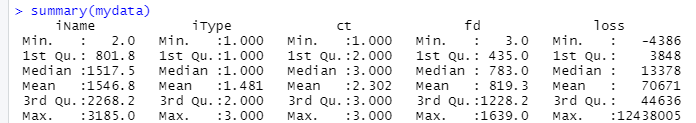 > summary(mydata)
iName iType ct fd loss
Min. : 2.0 Min. :1.000 Min. :1.000 Min. : 3.0 Min. : -4386
1st Qu.: 801.8 1st Qu.:1.000 1st Qu.:2.000 1st Qu.: 435.0 1st Qu.: 3848
Median :1517.5 Median :1.000 Median :3.000 Median : 783.0 Median : 13378
Mean :1546.8 Mean :1.481 Mean :2.302 Mean : 819.3 Mean : 70671
3rd Qu.:2268.2 3rd Qu.:2.000 3rd Qu.:3.000 3rd Qu.:1228.2 3rd Qu.: 44636
Max. :3185.0 Max. :3.000 Max. :3.000 Max. :1639.0 Max. :12438005